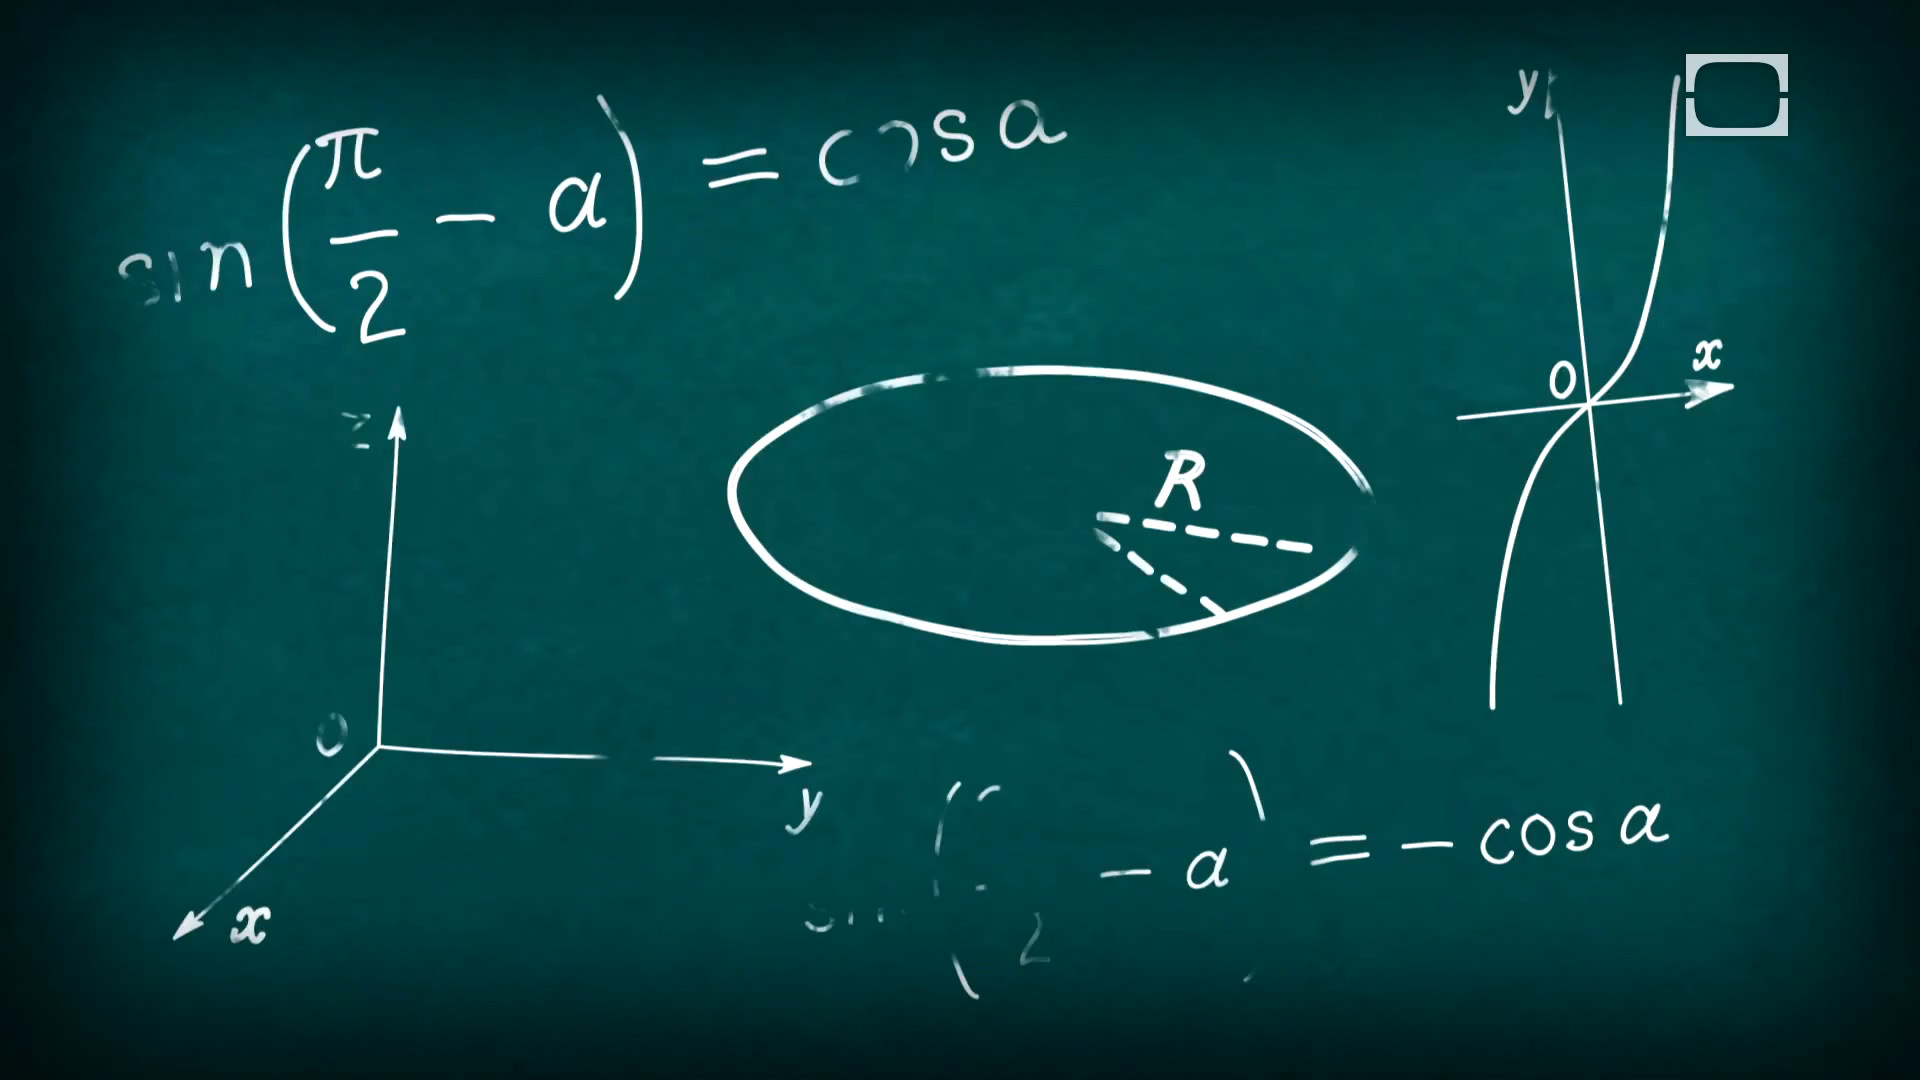 sin(π/2 - a) = cos a
y
x
0
R
z
0
y
x
- a) = - cos a